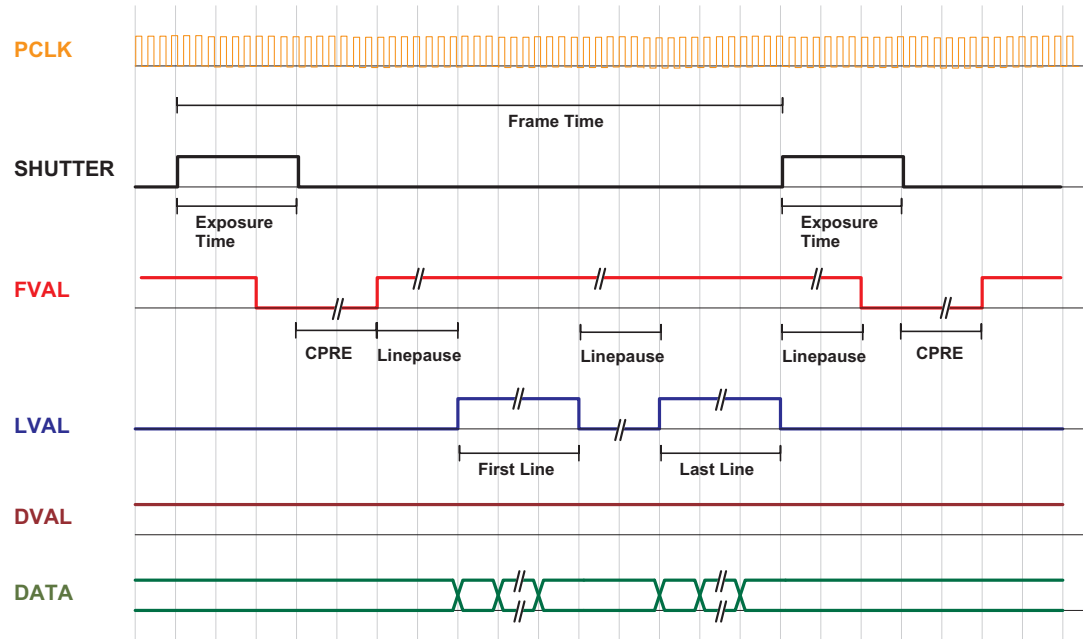 PCLK
Frame Time
SHUTTER
Exposure
Time
Exposure
Time
FVAL
CPRE
Linepause
Linepause
Linepause
CPRE
LVAL
First Line
Last Line
DVAL
DATA